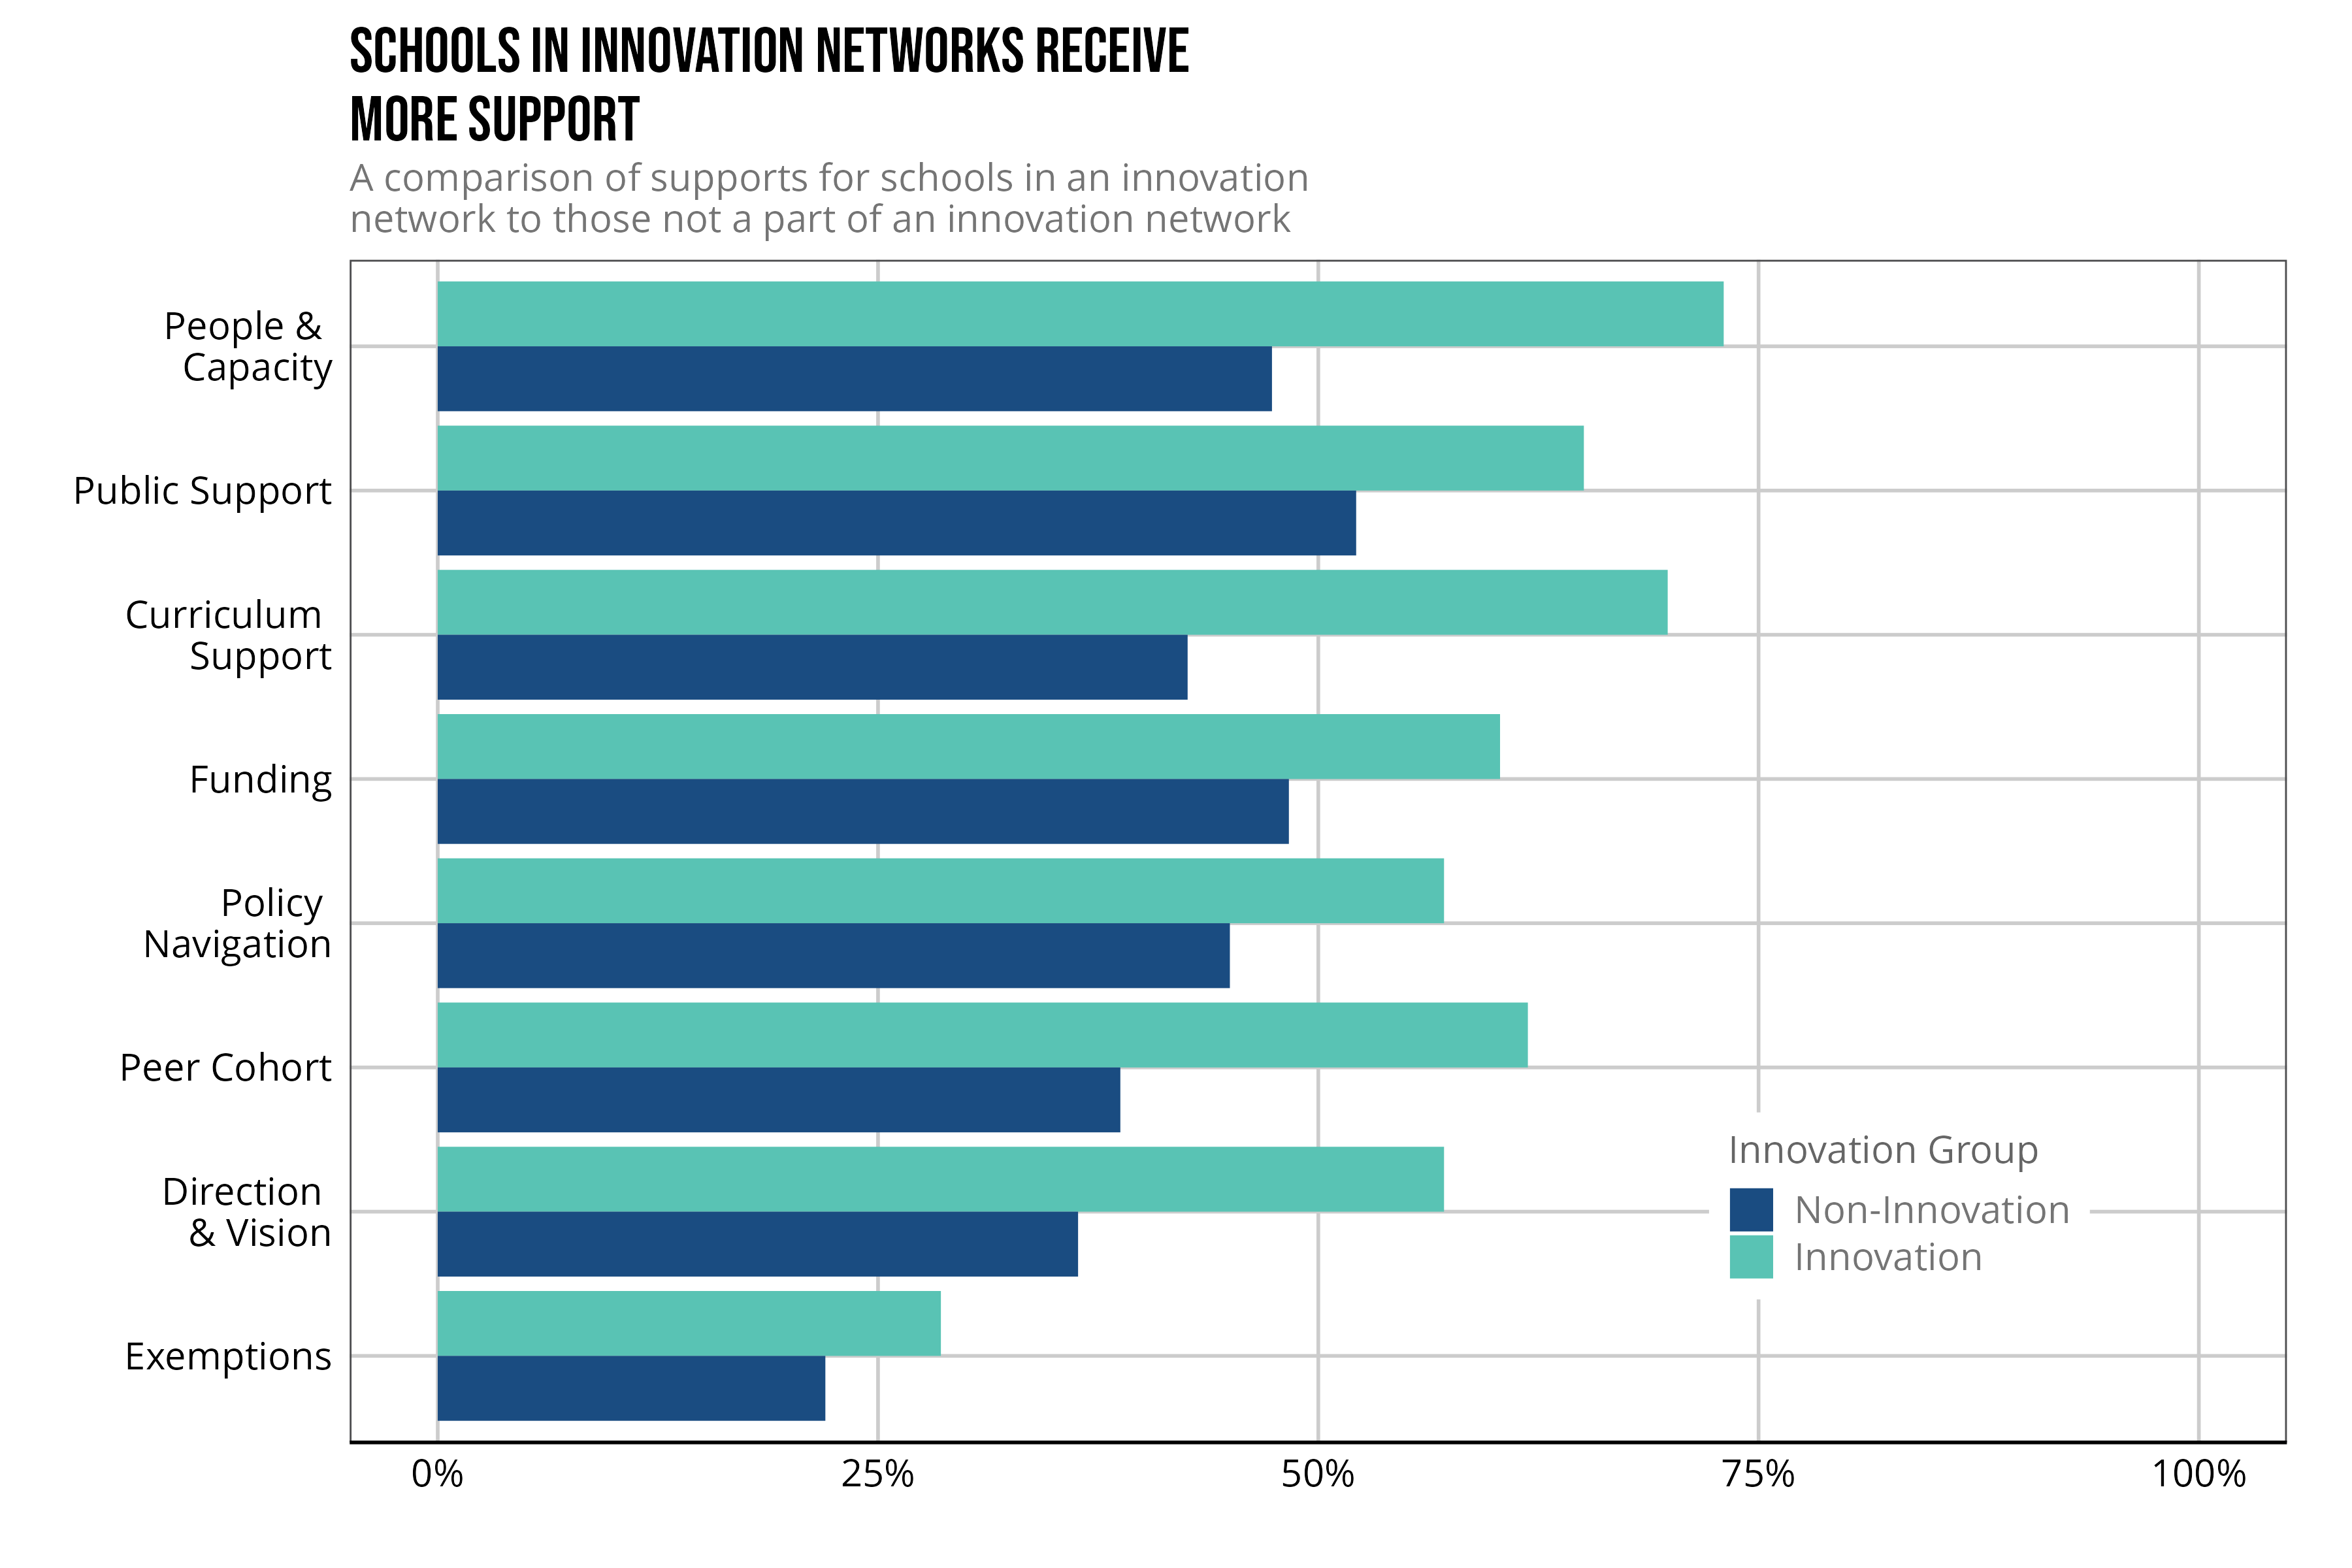 SCHOOLS IN INNOVATION NETWORKS RECEIVE
MORE SUPPORT
A comparison of supports for schools in an innovation
network to those not a part of an innovation network
People &
Capacity
Public Support
Curriculum
Support
Funding
Policy
Navigation
Peer Cohort
Direction
& Vision
Exemptions
Innovation Group
Non-Innovation
Innovation
0% 25% 50% 75% 100%